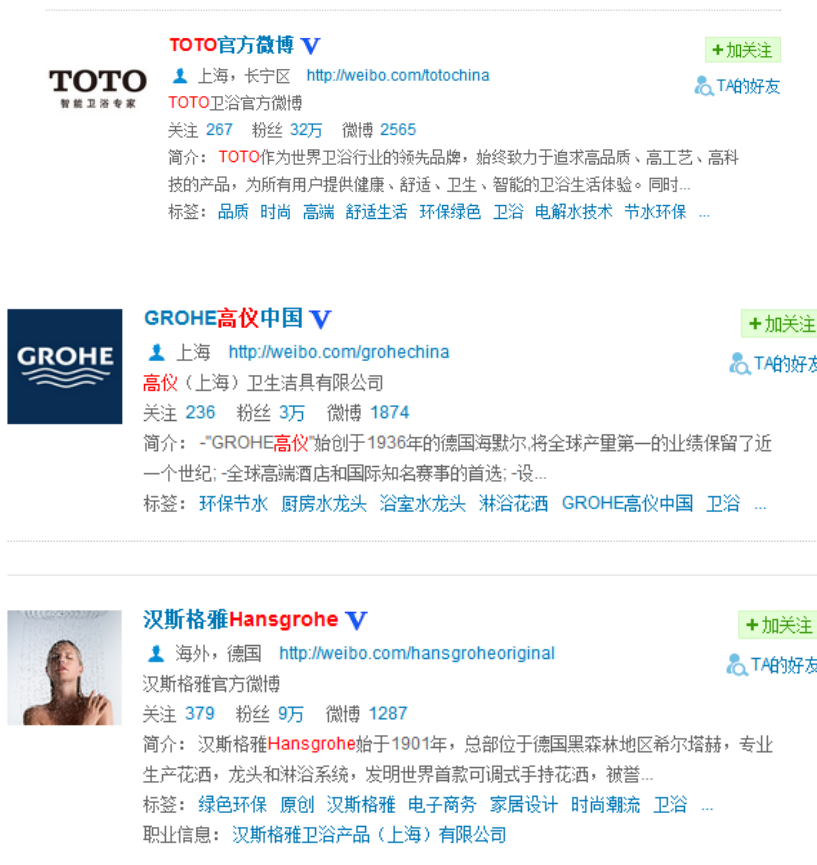 TOTO官方微博 V
+加关注
TOTO
智能卫浴专家
上海，长宁区 http://weibo.com/totochina
TA的好友
TOTO卫浴官方微博
关注 267 粉丝 32万 微博 2565
简介： TOTO作为世界卫浴行业的领先品牌，始终致力于追求高品质、高工艺、高科
技的产品，为所有用户提供健康、舒适、卫生、智能的卫浴生活体验。同时...
标签： 品质 时尚 高端 舒适生活 环保绿色 卫浴 电解水技术 节水环保 ...
GROHE高仪中国 V
+加关注
GROHE
上海 http://weibo.com/grohechina
TA的好友
高仪（上海）卫生洁具有限公司
关注 236 粉丝 3万 微博 1874
简介： -"GROHE高仪"始创于1936年的德国海默尔,将全球产里第一的业绩保留了近
一个世纪; -全球高端酒店和国际知名赛事的首选; -设...
标签： 环保节水 厨房水龙头 浴室水龙头 淋浴花洒 GROHE高仪中国 卫浴 ...
汉斯格雅Hansgrohe V
+加关注
海外，德国 http://weibo.com/hansgroheoriginal
TA的好友
汉斯格雅官方微博
关注 379 粉丝 9万 微博 1287
简介： 汉斯格雅Hansgrohe始于1901年，总部位于德国黑森林地区希尔塔赫，专业
生产花洒，龙头和淋浴系统，发明世界首款可调式手持花洒，被誉...
标签： 绿色环保 原创 汉斯格雅 电子商务 家居设计 时尚潮流 卫浴 ...
职业信息： 汉斯格雅卫浴产品（上海）有限公司